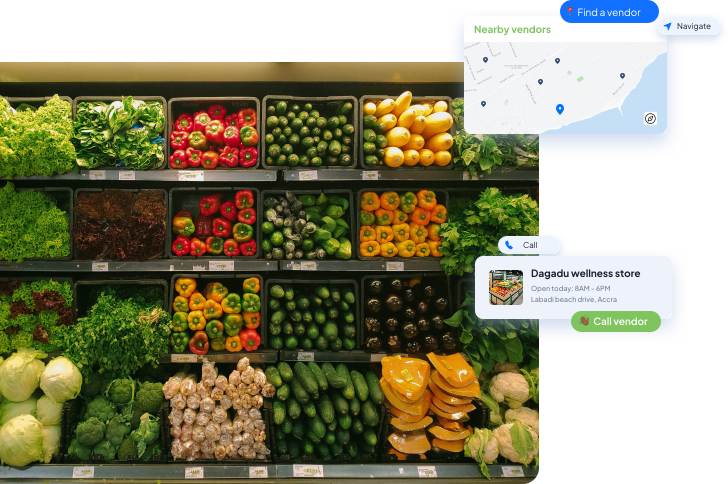 Find a vendor
Nearby vendors
Navigate
Call
Dagadu wellness store
Open today: 8AM - 6PM
Labadi beach drive, Accra
Call vendor